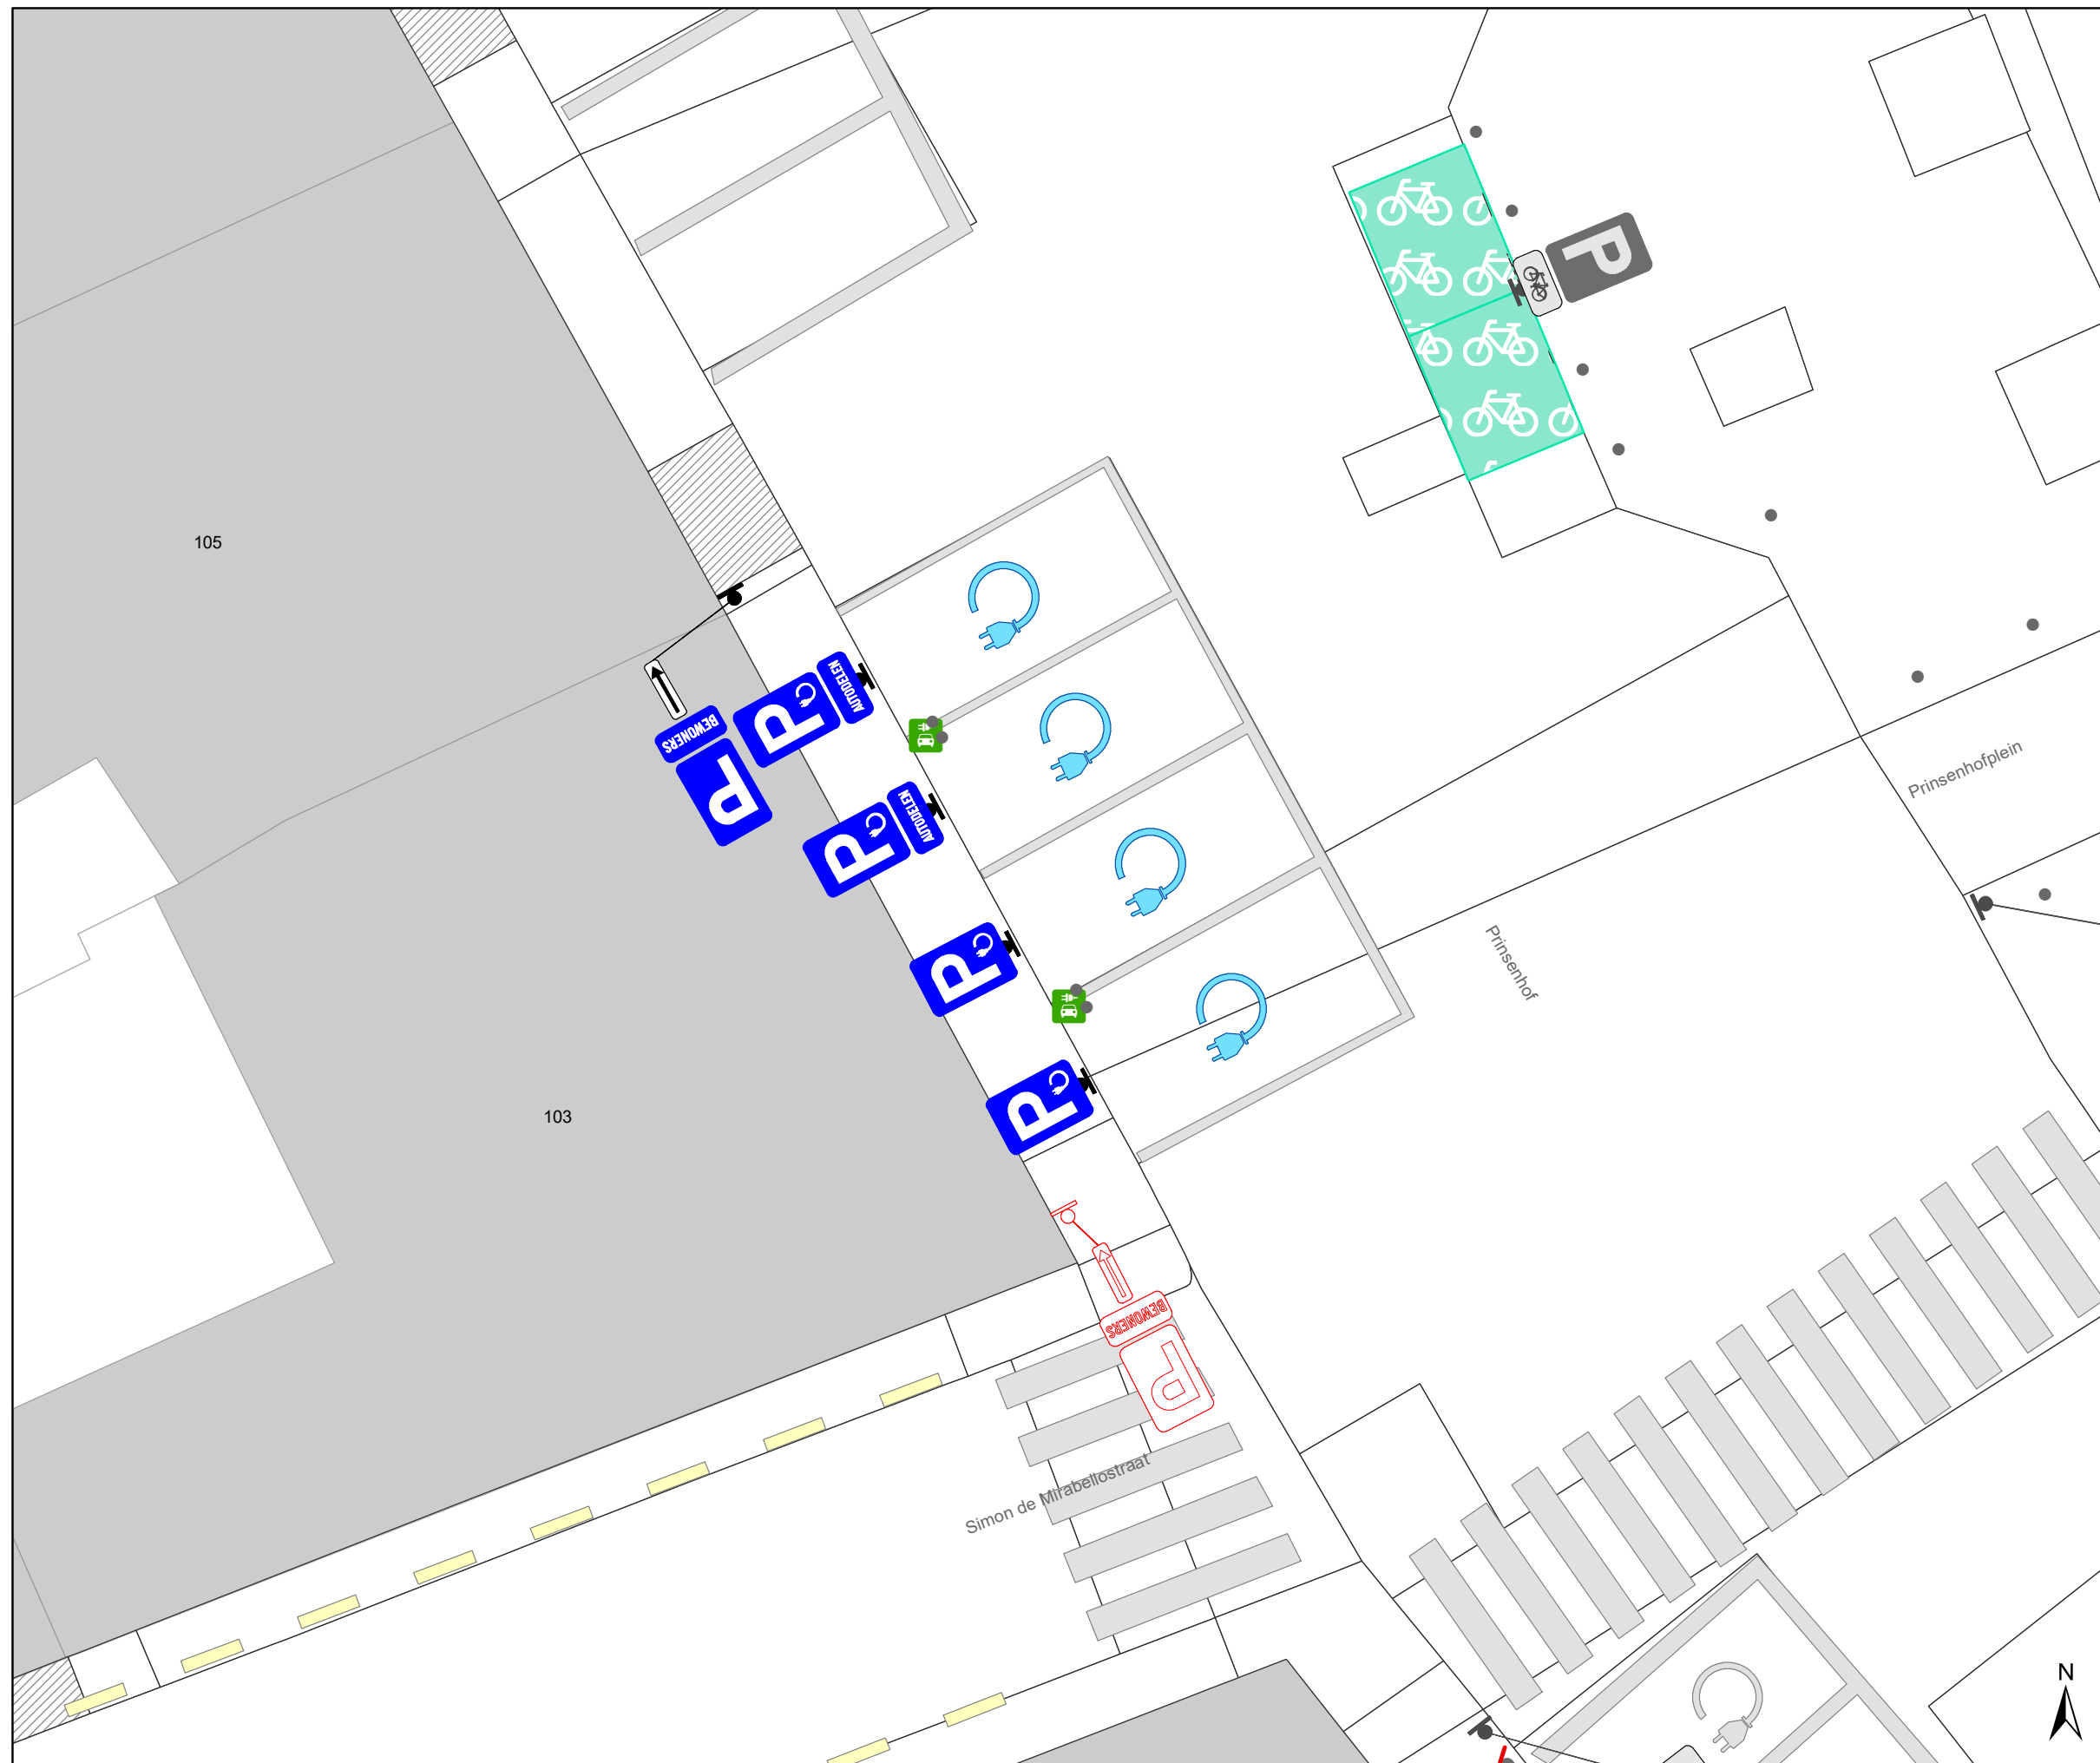 P
105
AUTODELEN
P
BEWONERS
P
Prinsenhofplein
AUTODELEN
P
P
Prinsenhof
P
103
BEWONERS
P
Simon de Mirabellostraat
N